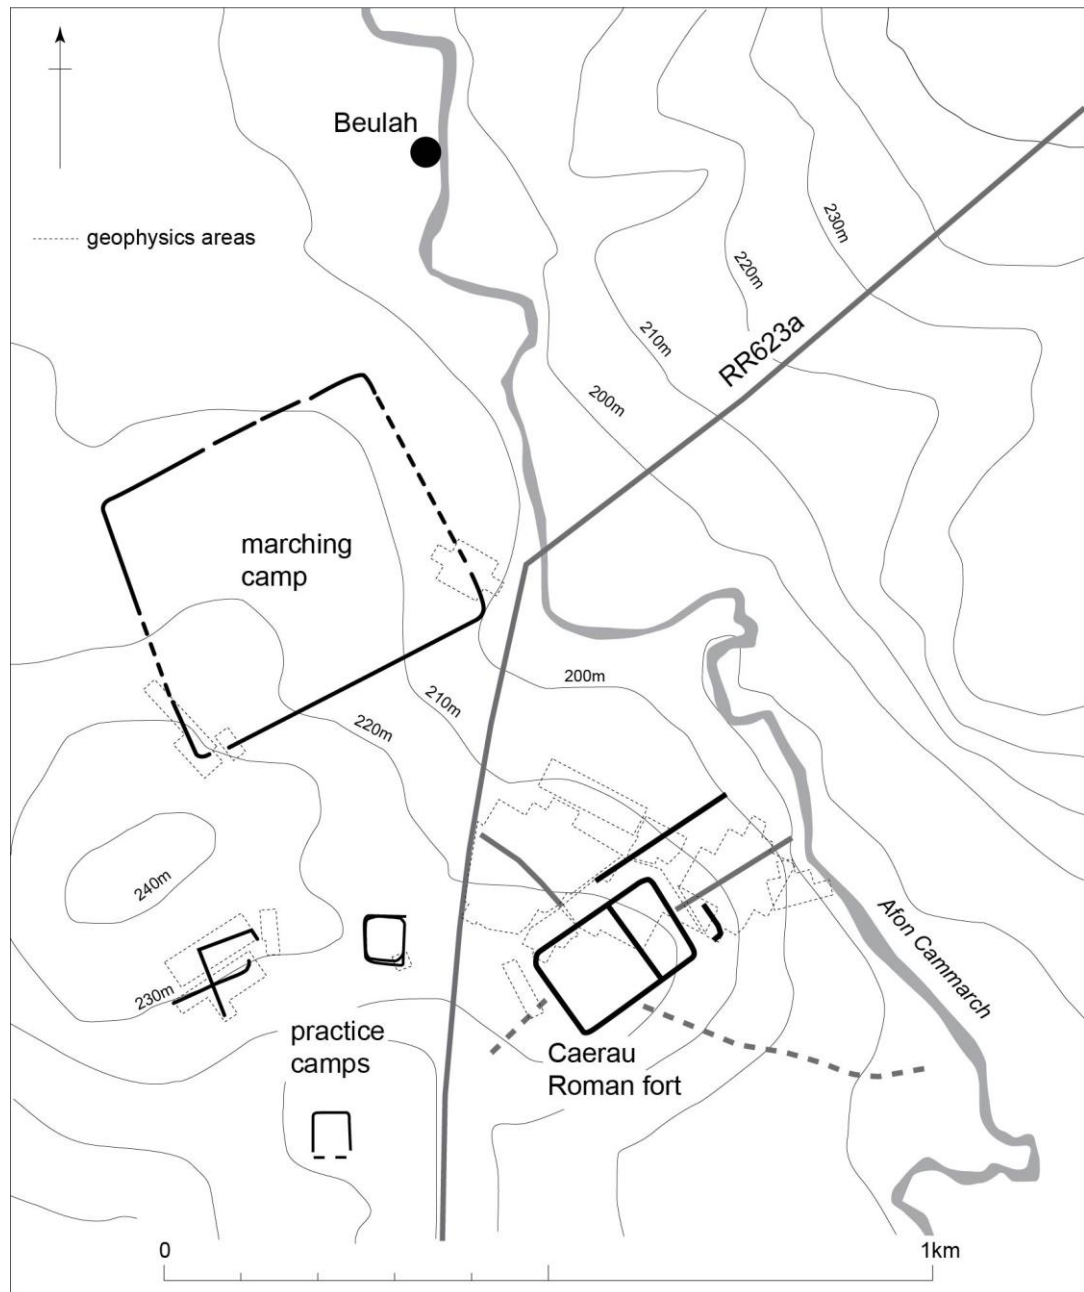 Beulah
geophysics areas
230m
220m
RR623a
210m
200m
marching
camp
200m
210m
220m
240m
Afon Cammarch
230m
practice
camps
Caerau
Roman fort
0
1km